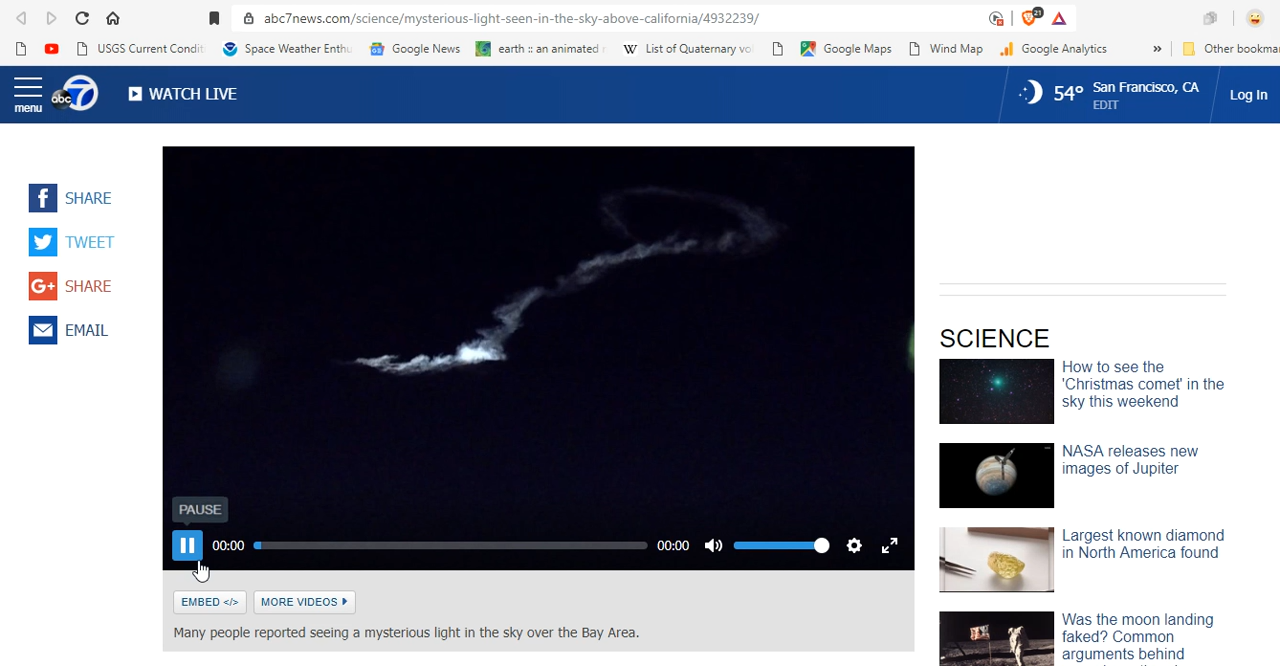 abc7news.com/science/mysterious-light-seen-in-the-sky-above-california/4932239/
21
USGS Current Condit
Space Weather Enthu
Google News
earth :: an animated
List of Quaternary vo
Google Maps
Wind Map
Google Analytics
»
Other bookma
menu
abc 7
WATCH LIVE
54°
San Francisco, CA
EDIT
Log In
f SHARE
TWEET
G+ SHARE
EMAIL
PAUSE
00:00
00:00
EMBED </>
MORE VIDEOS
Many people reported seeing a mysterious light in the sky over the Bay Area.
SCIENCE
How to see the
'Christmas comet' in the
sky this weekend
NASA releases new
images of Jupiter
Largest known diamond
in North America found
Was the moon landing
faked? Common
arguments behind